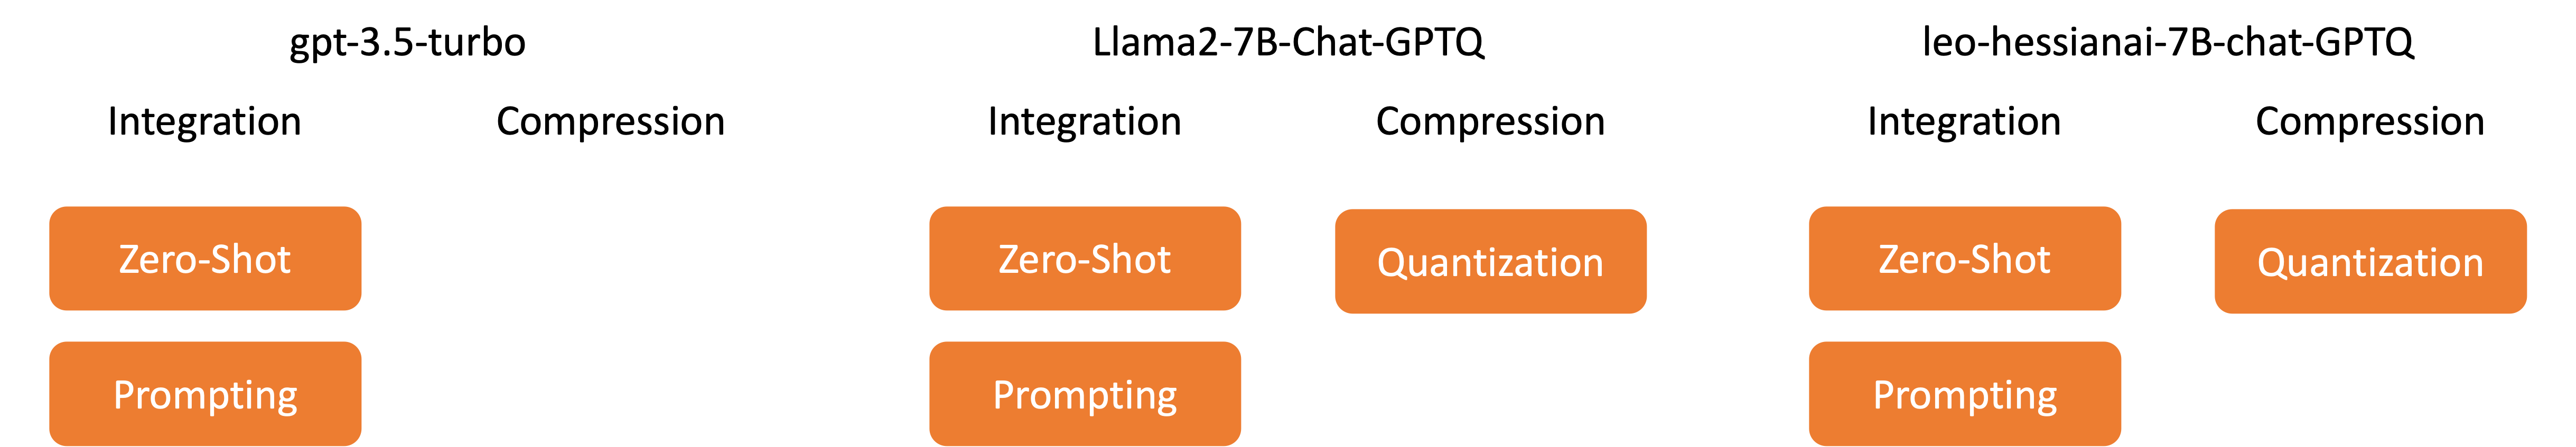 gpt-3.5-turbo
Integration
Compression
Zero-Shot
Prompting
Llama2-7B-Chat-GPTQ
Integration
Compression
Zero-Shot
Quantization
Prompting
leo-hessianai-7B-chat-GPTQ
Integration
Compression
Zero-Shot
Quantization
Prompting